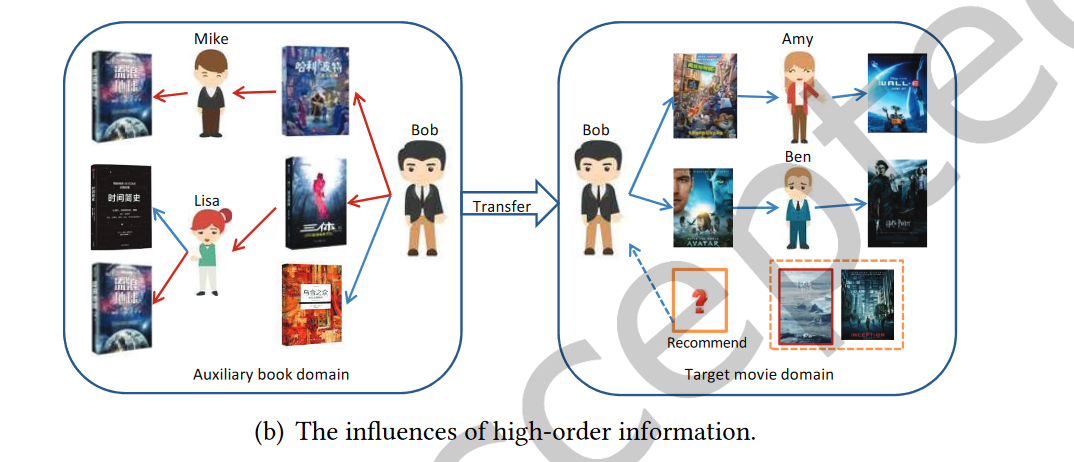 Mike
流浪
地球
哈利·波特
Bob
时间简史
Lisa
三体
流浪
地球
乌合之众
Auxiliary book domain
Transfer
Amy
WALL·E
Bob
Ben
AVATAR
INCEPTION
Recommend
Target movie domain
(b) The influences of high-order information.
Accepted